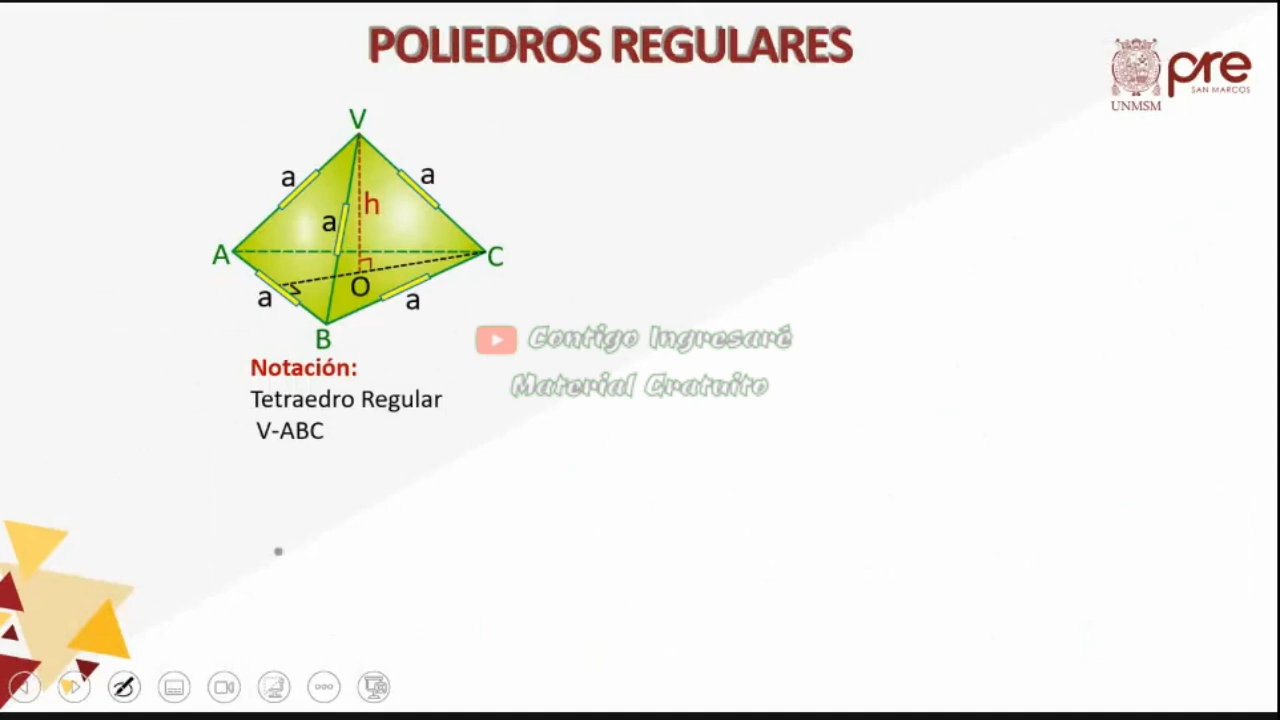 POLIEDROS REGULARES
pre
SAN MARCOS
UNMSM
V
a
a
a
h
A
C
a
O
a
B
Notación:
Tetraedro Regular
V-ABC
Contigo Ingresaré
Material Gratuito